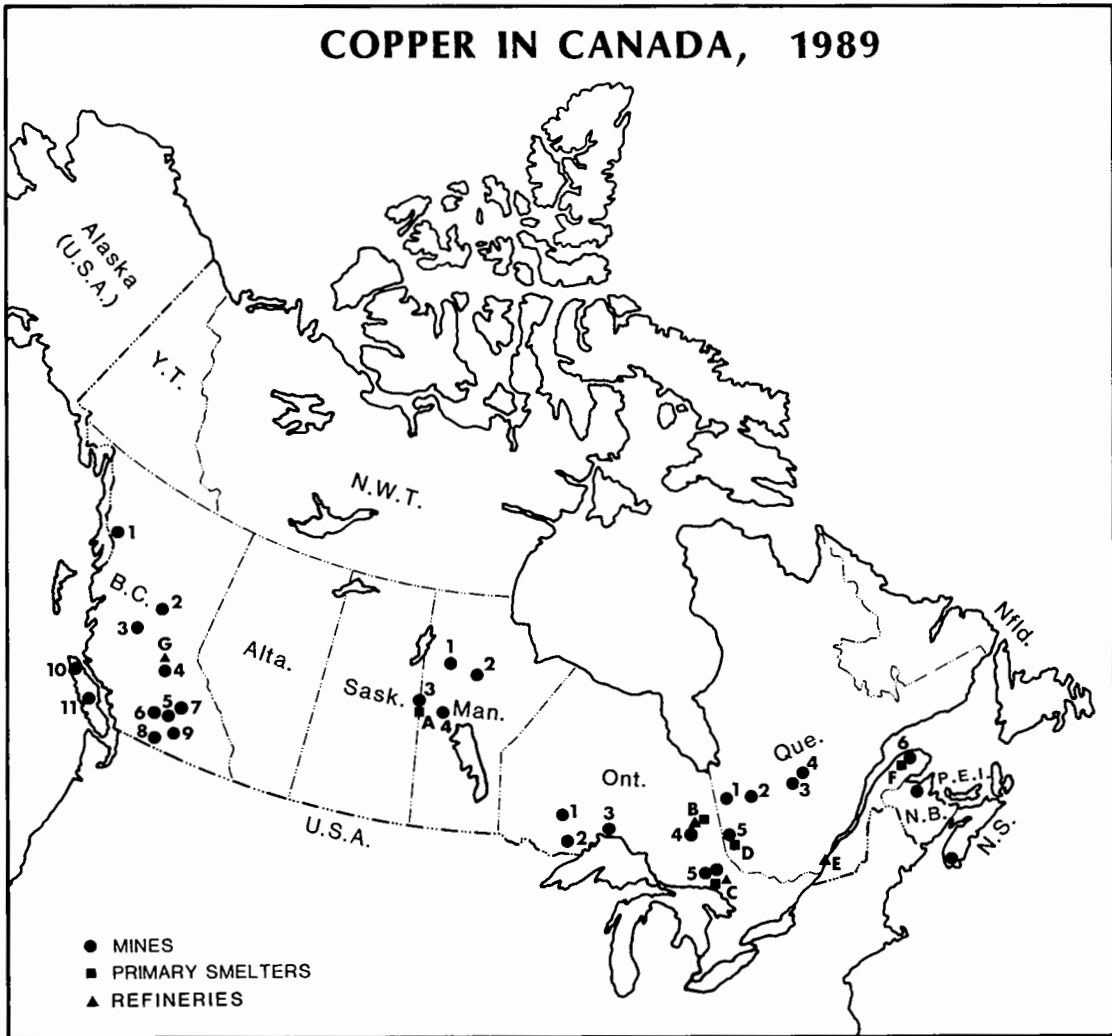 COPPER IN CANADA, 1989
Alaska
(U.S.A.)
Y.T.
N.W.T.
1
B.C.
2
3
G
4
10
11
5
7
6
8
9
Alta.
Sask.
1
2
3
A
4
Man.
U.S.A.
Ont.
1
2
3
B
4
5
C
Que.
1
2
4
3
5
D
E
6
F
Nfld.
P.E.I.
N.B.
N.S.
MINES
PRIMARY SMELTERS
REFINERIES